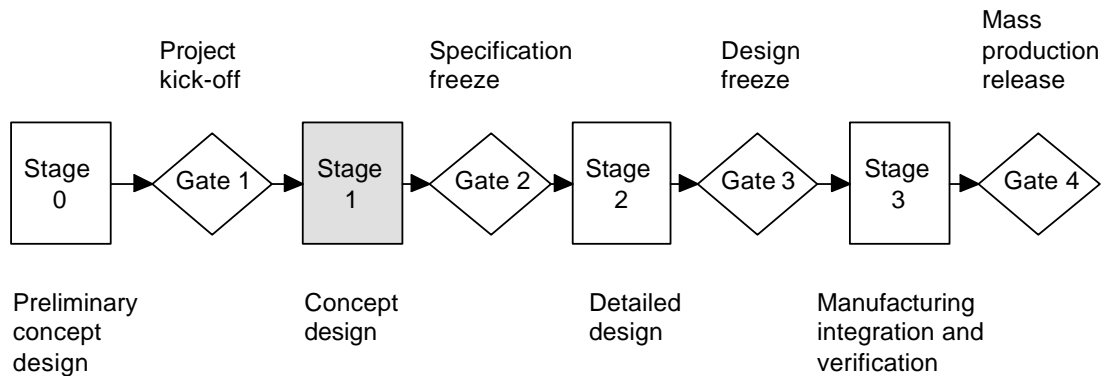 Project
kick-off
Specification
freeze
Design
freeze
Mass
production
release
Stage
0
Gate 1
Stage
1
Gate 2
Stage
2
Gate 3
Stage
3
Gate 4
Preliminary
concept
design
Concept
design
Detailed
design
Manufacturing
integration and
verification